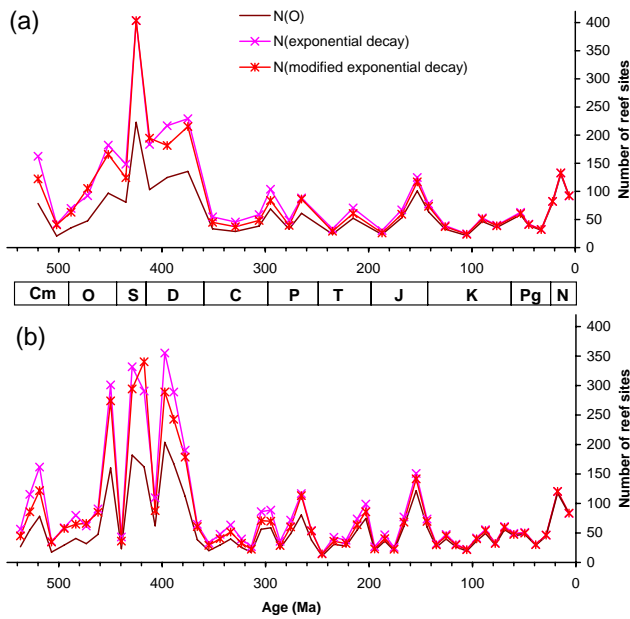 (a)
N(O)
N(exponential decay)
N(modified exponential decay)
400
350
300
250
200
150
100
50
0
Number of reef sites
500 400 300 200 100 0
Cm O S D C P T J K Pg N
(b)
400
350
300
250
200
150
100
50
0
Number of reef sites
500 400 300 200 100 0
Age (Ma)